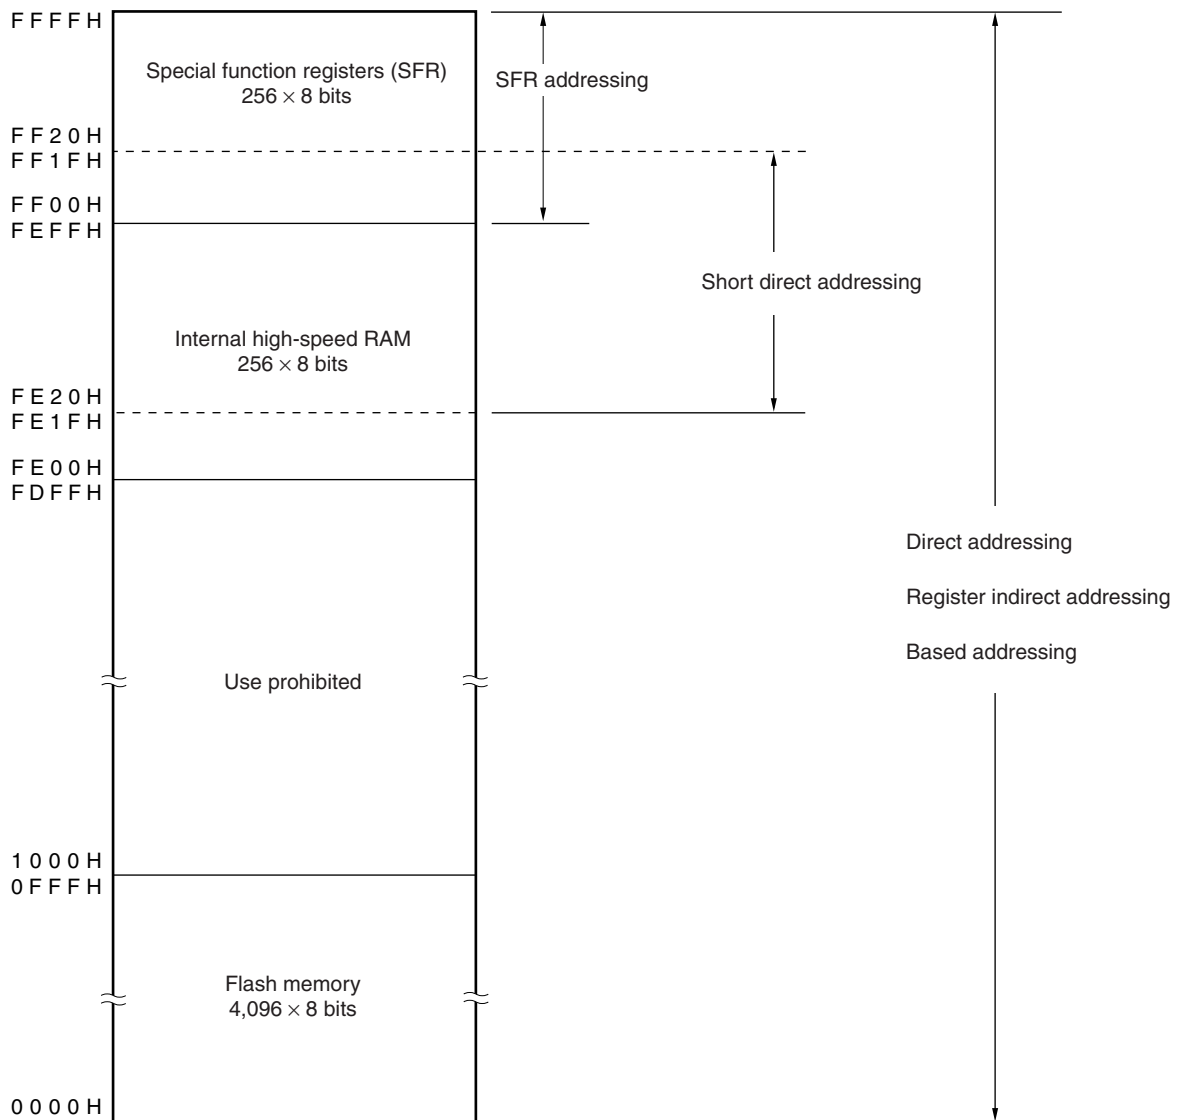 FFFFH
Special function registers (SFR)
256 × 8 bits
SFR addressing
FF20H
FF1FH
FF00H
FEFFH
Short direct addressing
Internal high-speed RAM
256 × 8 bits
FE20H
FE1FH
FE00H
FDFFH
Direct addressing
Register indirect addressing
Based addressing
Use prohibited
1000H
0FFFH
Flash memory
4,096 × 8 bits
0000H